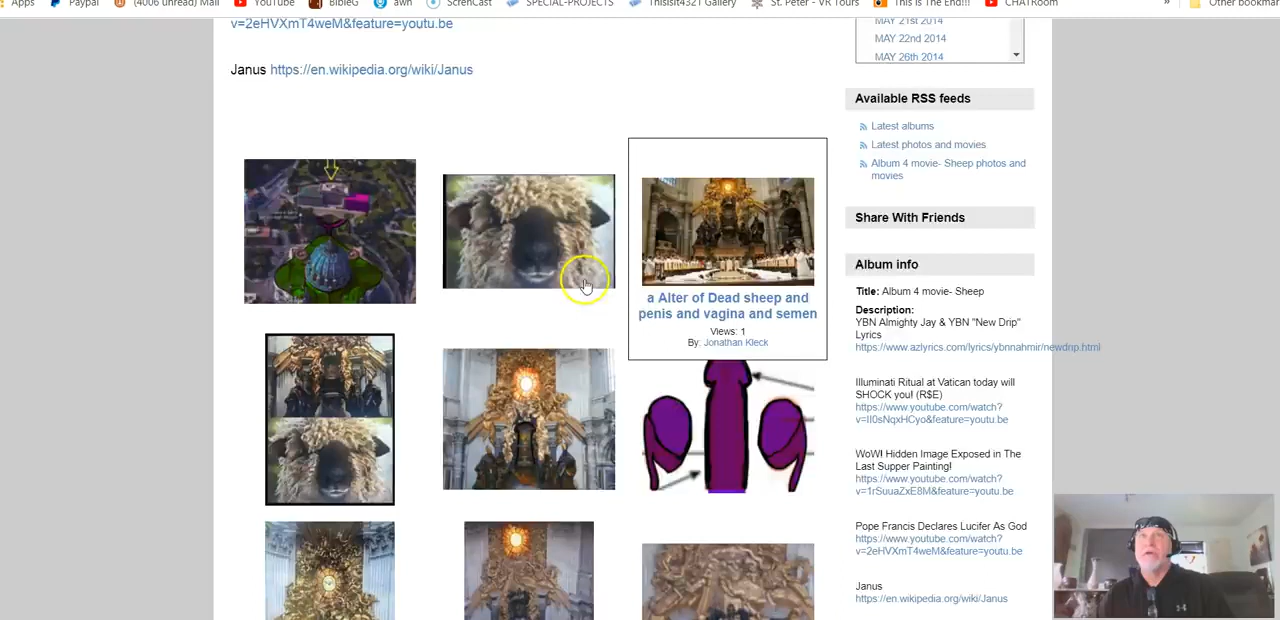 Apps
Paypal
(4006 unread) Mail
YouTube
BibleG
awn
ScrenCast
SPECIAL-PROJECTS
Thisisit4321 Gallery
St. Peter - VR Tours
This is The End!!!
CHATRoom
»
Other bookmar
v=2eHVXmT4weM&feature=youtu.be
Janus https://en.wikipedia.org/wiki/Janus
a Alter of Dead sheep and
penis and vagina and semen
Views: 1
By: Jonathan Kleck
MAY 21st 2014
MAY 22nd 2014
MAY 26th 2014
Available RSS feeds
Latest albums
Latest photos and movies
Album 4 movie- Sheep photos and
movies
Share With Friends
Album info
Title: Album 4 movie- Sheep
Description:
YBN Almighty Jay & YBN "New Drip"
Lyrics
https://www.azlyrics.com/lyrics/ybnnahmir/newdrip.html
Illuminati Ritual at Vatican today will
SHOCK you! (R$E)
https://www.youtube.com/watch?
v=II0sNqxHCyo&feature=youtu.be
WoW! Hidden Image Exposed in The
Last Supper Painting!
https://www.youtube.com/watch?
v=1rSuuaZxE8M&feature=youtu.be
Pope Francis Declares Lucifer As God
https://www.youtube.com/watch?
v=2eHVXmT4weM&feature=youtu.be
Janus
https://en.wikipedia.org/wiki/Janus